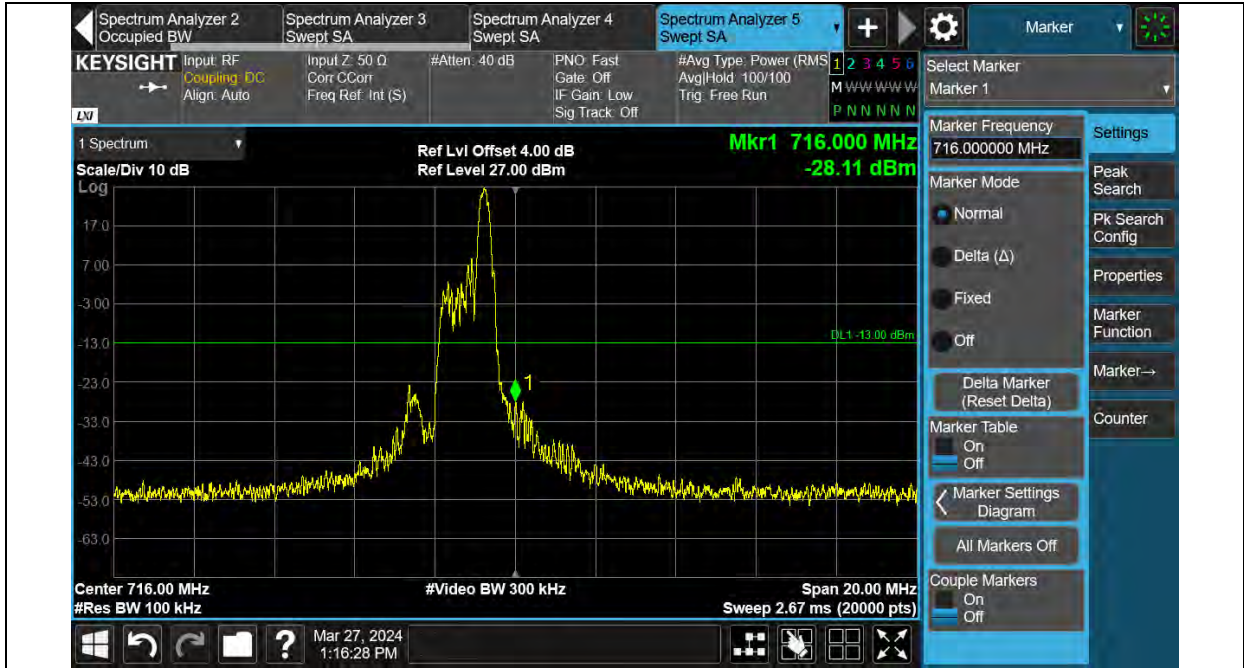 Spectrum Analyzer 2
Occupied BW
Spectrum Analyzer 3
Swept SA
Spectrum Analyzer 4
Swept SA
Spectrum Analyzer 5
Swept SA
Marker
KEYSIGHT
LXI
Input: RF
Coupling: DC
Align: Auto
Input Z: 50 Ω
Corr CCorr
Freq Ref: Int (S)
#Atten: 40 dB
PNO: Fast
Gate: Off
IF Gain: Low
Sig Track: Off
#Avg Type: Power (RMS
Avg|Hold: 100/100
Trig: Free Run
1 2 3 4 5 6
M W W W W W
P N N N N N
Select Marker
Marker 1
1 Spectrum
Scale/Div 10 dB
Ref Lvl Offset 4.00 dB
Ref Level 27.00 dBm
Mkr1 716.000 MHz
-28.11 dBm
Log
17.0
7.00
-3.00
-13.0
-23.0
-33.0
-43.0
-53.0
-63.0
DL1 -13.00 dBm
1
Center 716.00 MHz
#Res BW 100 kHz
#Video BW 300 kHz
Span 20.00 MHz
Sweep 2.67 ms (20000 pts)
Marker Frequency
716.000000 MHz
Marker Mode
Normal
Delta (Δ)
Fixed
Off
Delta Marker
(Reset Delta)
Marker Table
On
Off
Marker Settings
Diagram
All Markers Off
Couple Markers
On
Off
Settings
Peak
Search
Pk Search
Config
Properties
Marker
Function
Marker→
Counter
?
Mar 27, 2024
1:16:28 PM